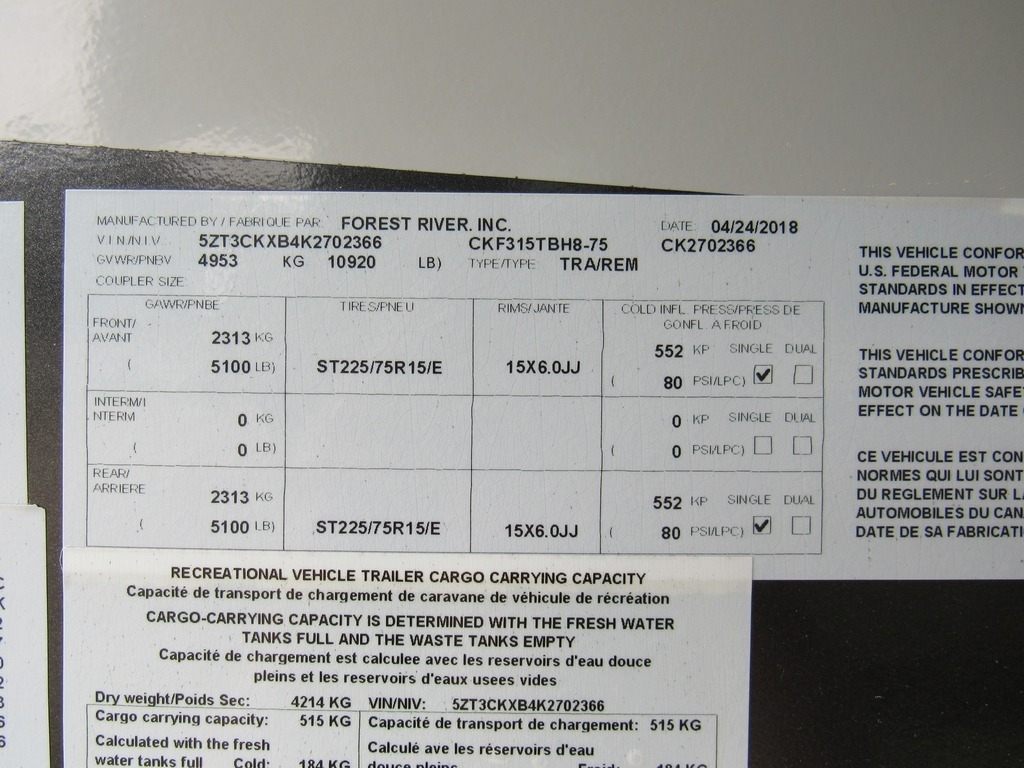 MANUFACTURED BY / FABRIQUE PAR: FOREST RIVER, INC. DATE: 04/24/2018
V I N /N I V: 5ZT3CKXB4K2702366 CKF315TBH8-75 CK2702366
GVWR/PNBV 4953 KG 10920 LB) TYPE/TYPE: TRA/REM
COUPLER SIZE:
GAWR/PNBE TIRES/PNEU RIMS/JANTE COLD INFL. PRESS/PRESS DE
GONFL. A FROID
FRONT/
AVANT 2313 KG 552 KP SINGLE DUAL
( 5100 LB) ST225/75R15/E 15X6.0JJ ( 80 PSI/LPC) ✔ ☐
INTERM/I
NTERM 0 KG 0 KP SINGLE DUAL
( 0 LB) ( 0 PSI/LPC) ☐ ☐
REAR/
ARRIERE 2313 KG 552 KP SINGLE DUAL
( 5100 LB) ST225/75R15/E 15X6.0JJ ( 80 PSI/LPC) ✔ ☐
THIS VEHICLE CONFOR
U.S. FEDERAL MOTOR
STANDARDS IN EFFECT
MANUFACTURE SHOWN
THIS VEHICLE CONFOR
STANDARDS PRESCRIB
MOTOR VEHICLE SAFE
EFFECT ON THE DATE
CE VEHICULE EST CON
NORMES QUI LUI SONT
DU REGLEMENT SUR L
AUTOMOBILES DU CAN
DATE DE SA FABRICATI
RECREATIONAL VEHICLE TRAILER CARGO CARRYING CAPACITY
Capacité de transport de chargement de caravane de véhicule de récréation
CARGO-CARRYING CAPACITY IS DETERMINED WITH THE FRESH WATER
TANKS FULL AND THE WASTE TANKS EMPTY
Capacité de chargement est calculee avec les reservoirs d'eau douce
pleins et les reservoirs d'eaux usees vides
Dry weight/Poids Sec: 4214 KG VIN/NIV: 5ZT3CKXB4K2702366
Cargo carrying capacity: 515 KG Capacité de transport de chargement: 515 KG
Calculated with the fresh Calculé ave les réservoirs d'eau
water tanks full Cold: 184 KG douce pleins Froid: 184 KG